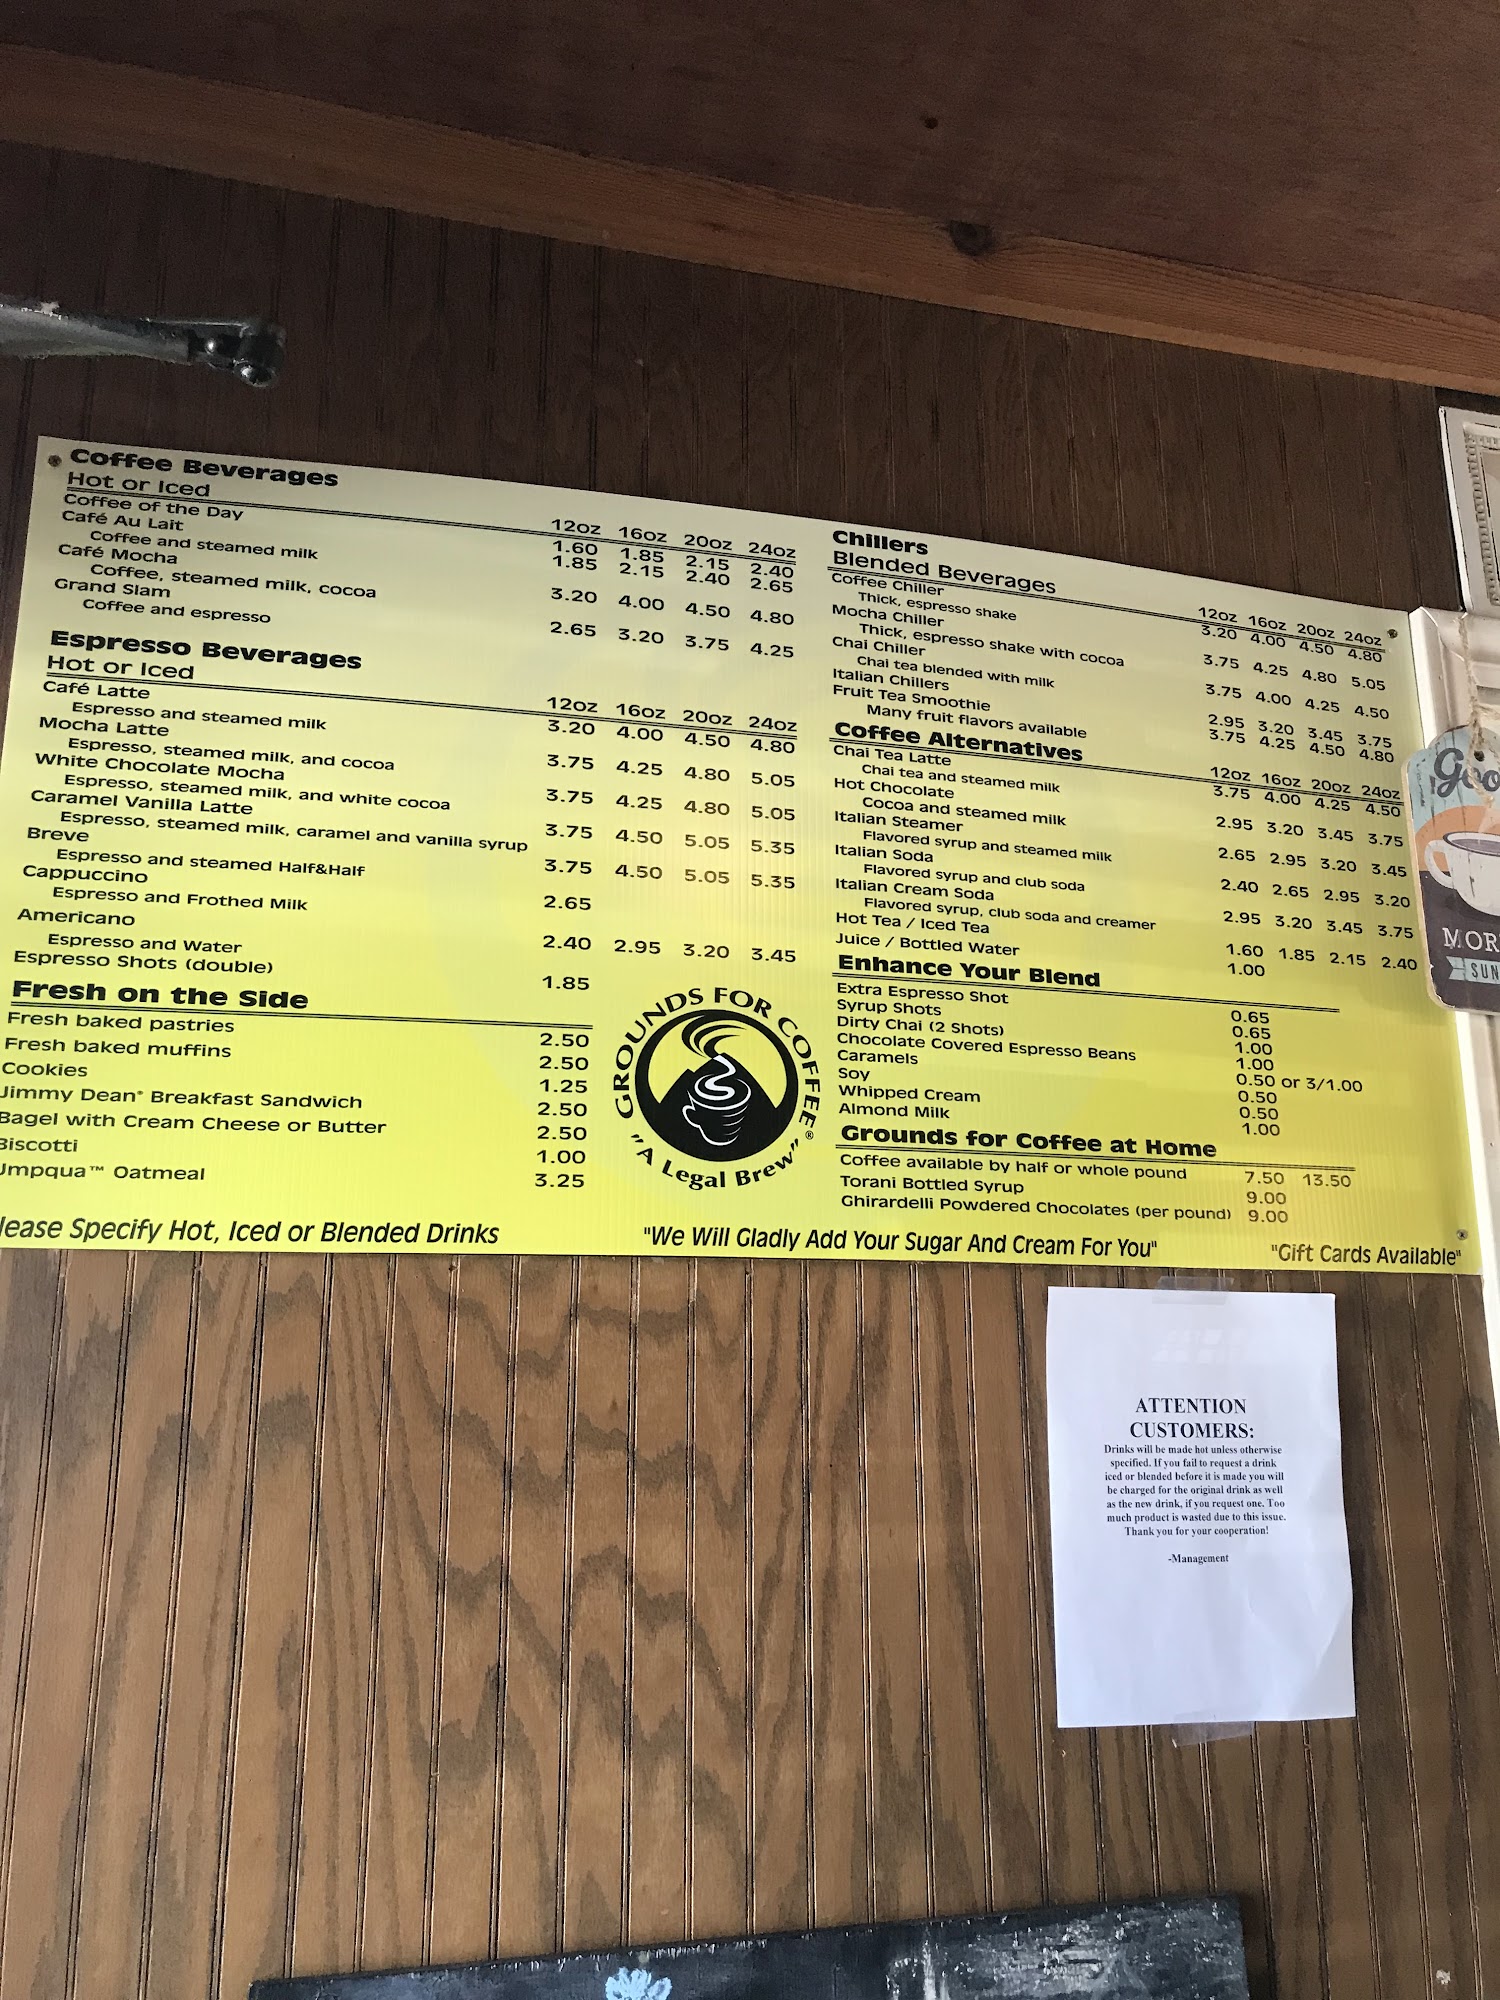 Coffee Beverages
Hot or Iced 12oz 16oz 20oz 24oz
Coffee of the Day 1.60 1.85 2.15 2.40
Café Au Lait 1.85 2.15 2.40 2.65
Coffee and steamed milk
Café Mocha 3.20 4.00 4.50 4.80
Coffee, steamed milk, cocoa
Grand Slam 2.65 3.20 3.75 4.25
Coffee and espresso
Espresso Beverages
Hot or Iced 12oz 16oz 20oz 24oz
Café Latte 3.20 4.00 4.50 4.80
Espresso and steamed milk
Mocha Latte 3.75 4.25 4.80 5.05
Espresso, steamed milk, and cocoa
White Chocolate Mocha 3.75 4.25 4.80 5.05
Espresso, steamed milk, and white cocoa
Caramel Vanilla Latte 3.75 4.50 5.05 5.35
Espresso, steamed milk, caramel and vanilla syrup
Breve 3.75 4.50 5.05 5.35
Espresso and steamed Half&Half
Cappuccino 2.65
Espresso and Frothed Milk
Americano 2.40 2.95 3.20 3.45
Espresso and Water
Espresso Shots (double) 1.85
Fresh on the Side
Fresh baked pastries 2.50
Fresh baked muffins 2.50
Cookies 1.25
Jimmy Dean® Breakfast Sandwich 2.50
Bagel with Cream Cheese or Butter 2.50
Biscotti 1.00
Umpqua™ Oatmeal 3.25
GROUNDS FOR COFFEE®
"A Legal Brew"
Chillers
Blended Beverages 12oz 16oz 20oz 24oz
Coffee Chiller 3.20 4.00 4.50 4.80
Thick, espresso shake
Mocha Chiller 3.75 4.25 4.80 5.05
Thick, espresso shake with cocoa
Chai Chiller 3.75 4.00 4.25 4.50
Chai tea blended with milk
Italian Chillers 2.95 3.20 3.45 3.75
Fruit Tea Smoothie 3.75 4.25 4.50 4.80
Many fruit flavors available
Coffee Alternatives 12oz 16oz 20oz 24oz
Chai Tea Latte 3.75 4.00 4.25 4.50
Chai tea and steamed milk
Hot Chocolate 2.95 3.20 3.45 3.75
Cocoa and steamed milk
Italian Steamer 2.65 2.95 3.20 3.45
Flavored syrup and steamed milk
Italian Soda 2.40 2.65 2.95 3.20
Flavored syrup and club soda
Italian Cream Soda 2.95 3.20 3.45 3.75
Flavored syrup, club soda and creamer
Hot Tea / Iced Tea 1.60 1.85 2.15 2.40
Juice / Bottled Water 1.00
Enhance Your Blend
Extra Espresso Shot 0.65
Syrup Shots 0.65
Dirty Chai (2 Shots) 1.00
Chocolate Covered Espresso Beans 1.00
Caramels 0.50 or 3/1.00
Soy 0.50
Whipped Cream 0.50
Almond Milk 1.00
Grounds for Coffee at Home
Coffee available by half or whole pound 7.50 13.50
Torani Bottled Syrup 9.00
Ghirardelli Powdered Chocolates (per pound) 9.00
lease Specify Hot, Iced or Blended Drinks
"We Will Gladly Add Your Sugar And Cream For You"
"Gift Cards Available"
Goo
MOR
SUN
ATTENTION
CUSTOMERS:
Drinks will be made hot unless otherwise
specified. If you fail to request a drink
iced or blended before it is made you will
be charged for the original drink as well
as the new drink, if you request one. Too
much product is wasted due to this issue.
Thank you for your cooperation!
-Management